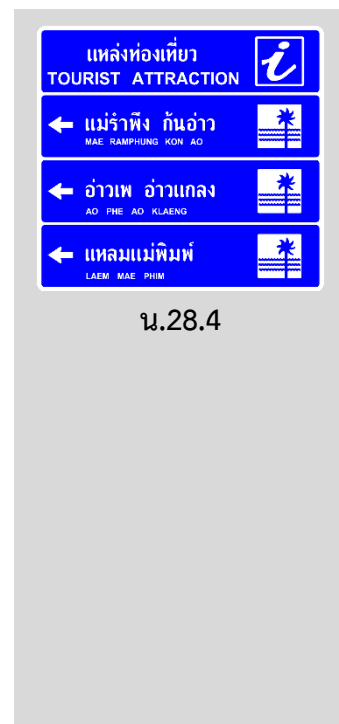 แหล่งท่องเที่ยว
TOURIST ATTRACTION
i
แม่รำพึง ก้นอ่าว
MAE RAMPHUNG KON AO
อ่าวเพ อ่าวแกลง
AO PHE AO KLAENG
แหลมแม่พิมพ์
LAEM MAE PHIM
น.28.4